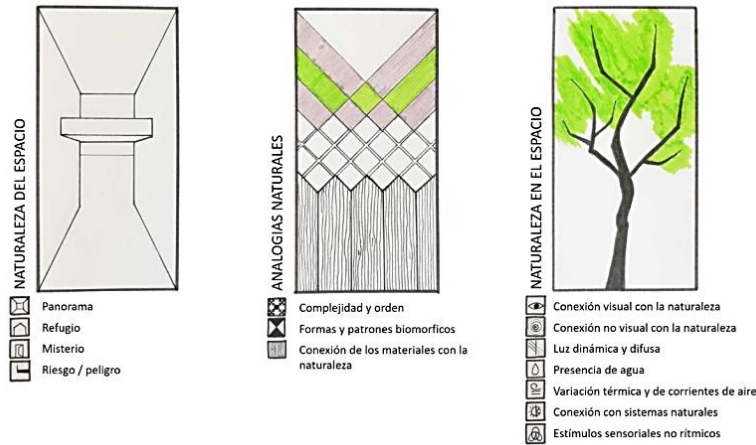 NATURALEZA DEL ESPACIO
Panorama
Refugio
Misterio
Riesgo / peligro
ANALOGIAS NATURALES
Complejidad y orden
Formas y patrones biomorficos
Conexión de los materiales con la
naturaleza
NATURALEZA EN EL ESPACIO
Conexión visual con la naturaleza
Conexión no visual con la naturaleza
Luz dinámica y difusa
Presencia de agua
Variación térmica y de corrientes de aire
Conexión con sistemas naturales
Estímulos sensoriales no rítmicos